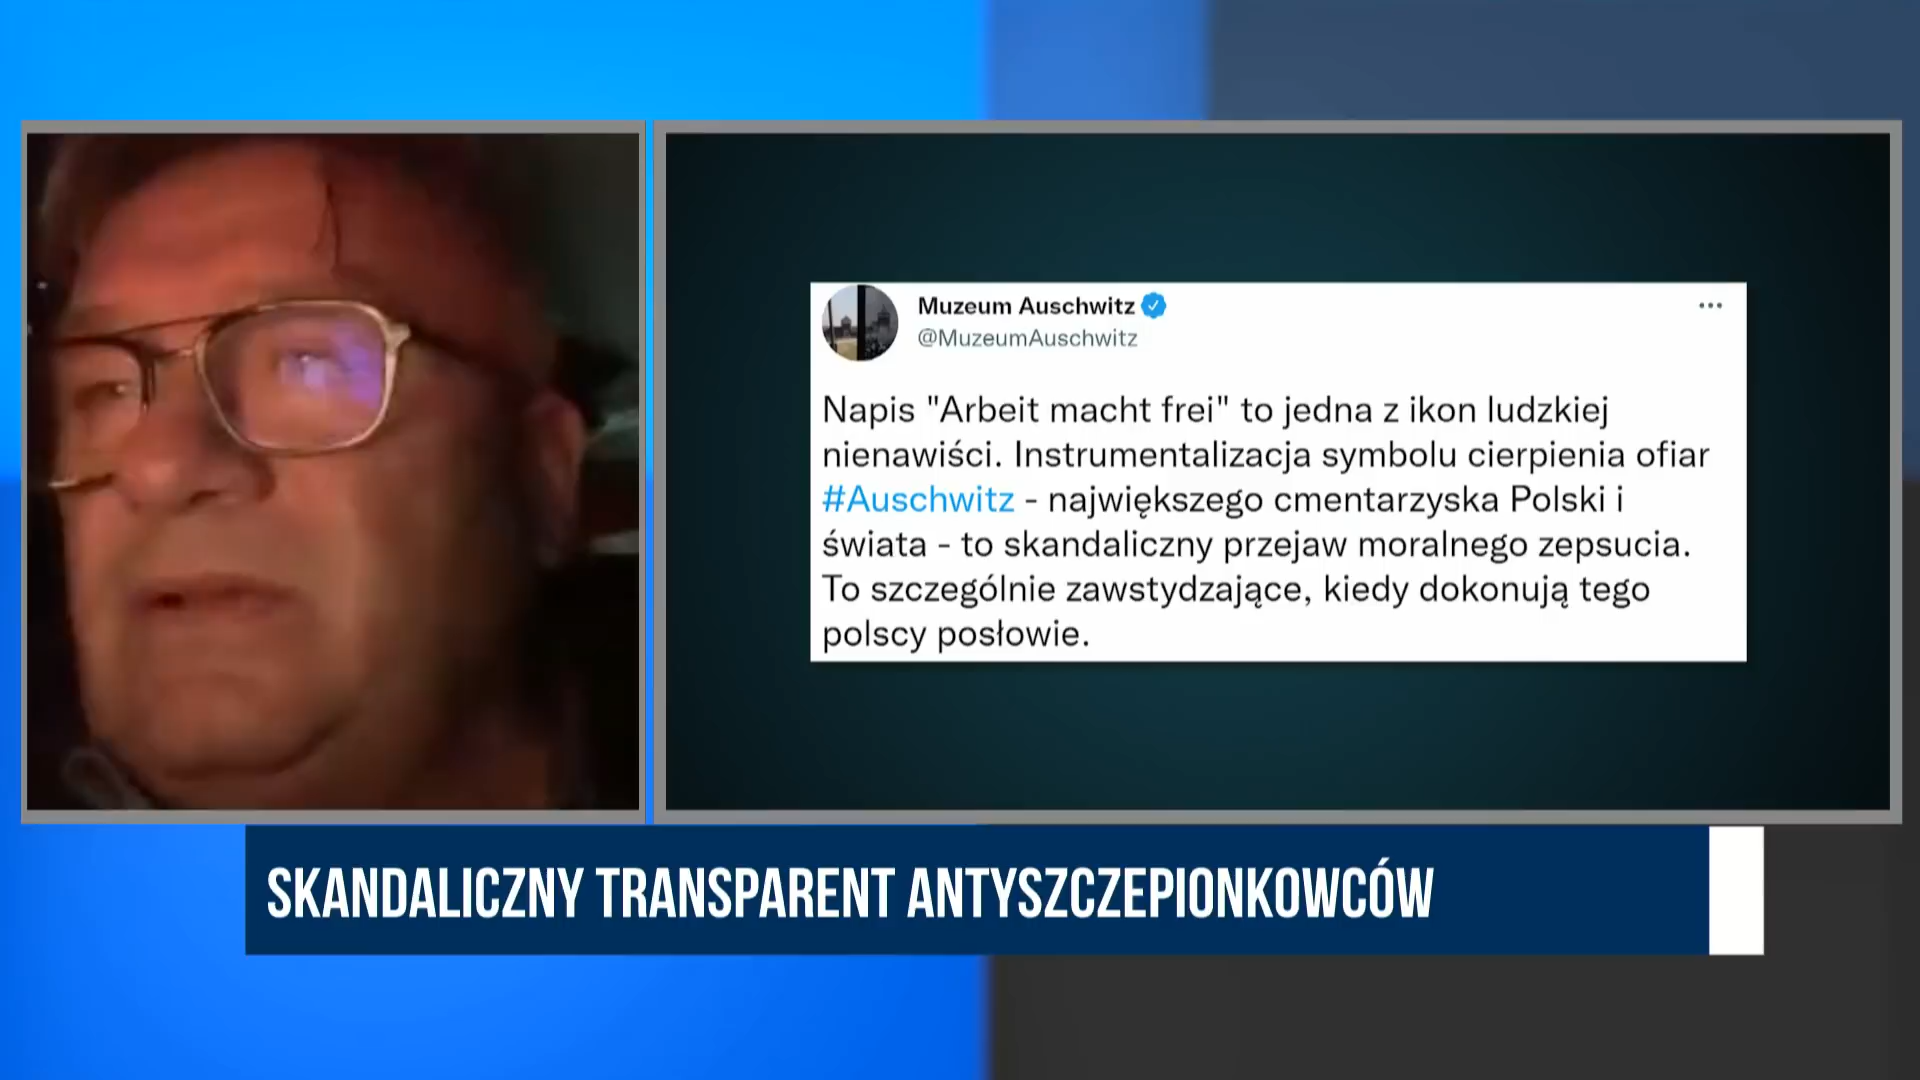 Muzeum Auschwitz
@MuzeumAuschwitz
Napis "Arbeit macht frei" to jedna z ikon ludzkiej
nienawiści. Instrumentalizacja symbolu cierpienia ofiar
#Auschwitz - największego cmentarzyska Polski i
świata - to skandaliczny przejaw moralnego zepsucia.
To szczególnie zawstydzające, kiedy dokonują tego
polscy posłowie.
SKANDALICZNY TRANSPARENT ANTYSZCZEPIONKOWCÓW